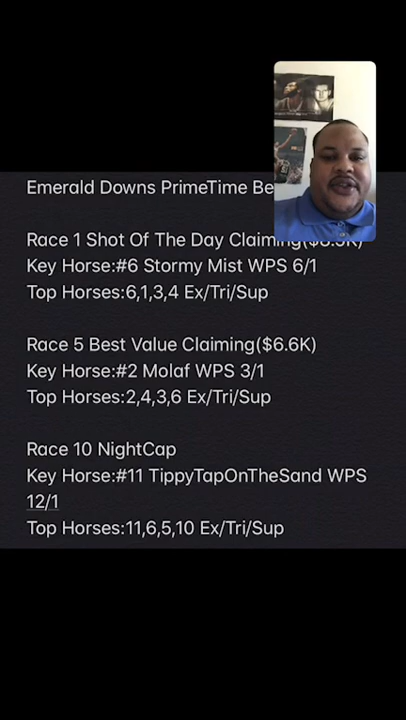 Emerald Downs PrimeTime Be
Race 1 Shot Of The Day Claiming($8.5K)
Key Horse:#6 Stormy Mist WPS 6/1
Top Horses:6,1,3,4 Ex/Tri/Sup
Race 5 Best Value Claiming($6.6K)
Key Horse:#2 Molaf WPS 3/1
Top Horses:2,4,3,6 Ex/Tri/Sup
Race 10 NightCap
Key Horse:#11 TippyTapOnTheSand WPS
12/1
Top Horses:11,6,5,10 Ex/Tri/Sup